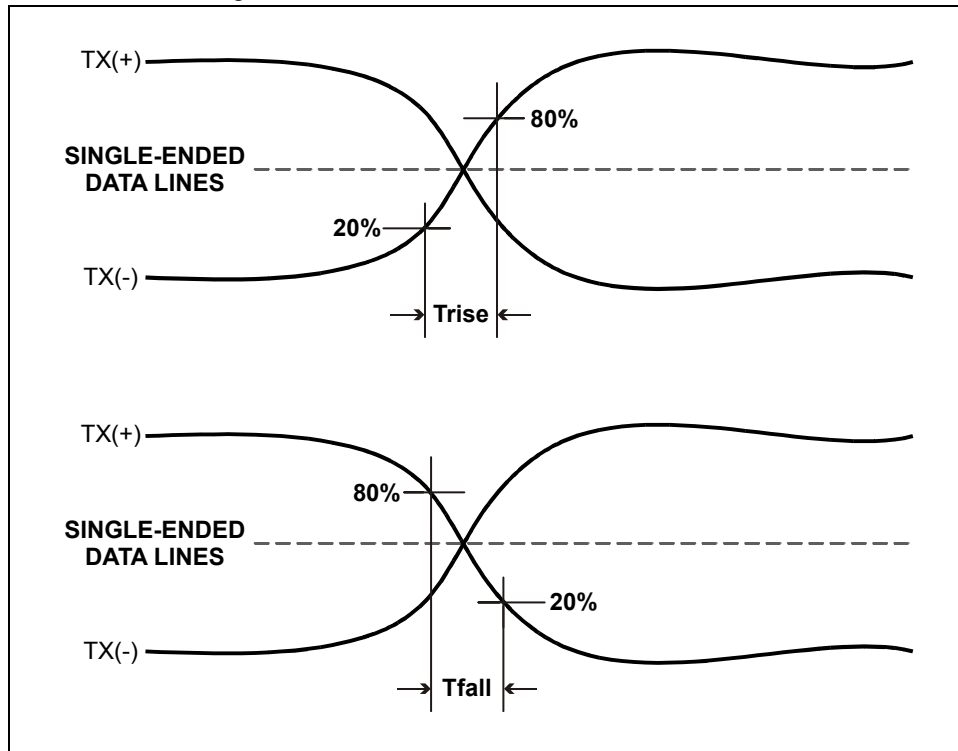 TX(+)
80%
SINGLE-ENDED
DATA LINES
20%
TX(-)
Trise
TX(+)
80%
SINGLE-ENDED
DATA LINES
20%
TX(-)
Tfall